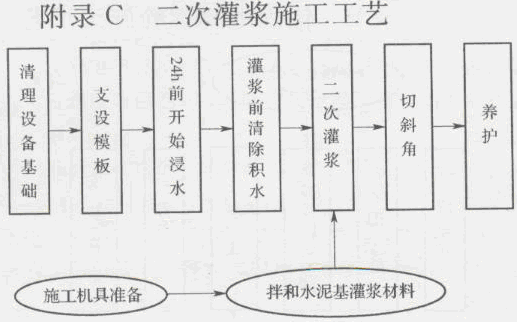 附录C 二次灌浆施工工艺
清理设备基础
支设模板
24h前开始浸水
灌浆前清除积水
二次灌浆
切斜角
养护
施工机具准备
拌和水泥基灌浆材料